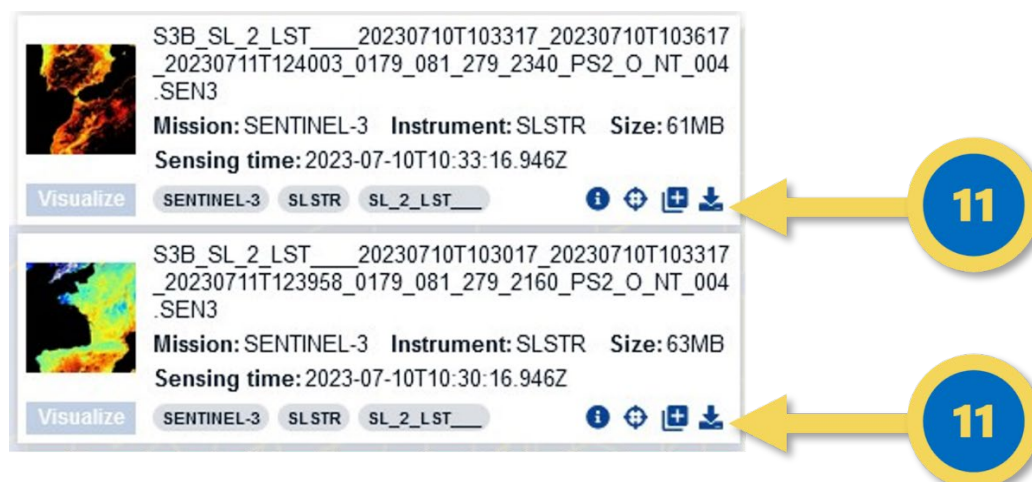 S3B_SL_2_LST____20230710T103317_20230710T103617
_20230711T124003_0179_081_279_2340_PS2_O_NT_004
.SEN3
Mission: SENTINEL-3 Instrument: SLSTR Size: 61MB
Sensing time: 2023-07-10T10:33:16.946Z
Visualize SENTINEL-3 SLSTR SL_2_LST___
11
S3B_SL_2_LST____20230710T103017_20230710T103317
_20230711T123958_0179_081_279_2160_PS2_O_NT_004
.SEN3
Mission: SENTINEL-3 Instrument: SLSTR Size: 63MB
Sensing time: 2023-07-10T10:30:16.946Z
Visualize SENTINEL-3 SLSTR SL_2_LST___
11